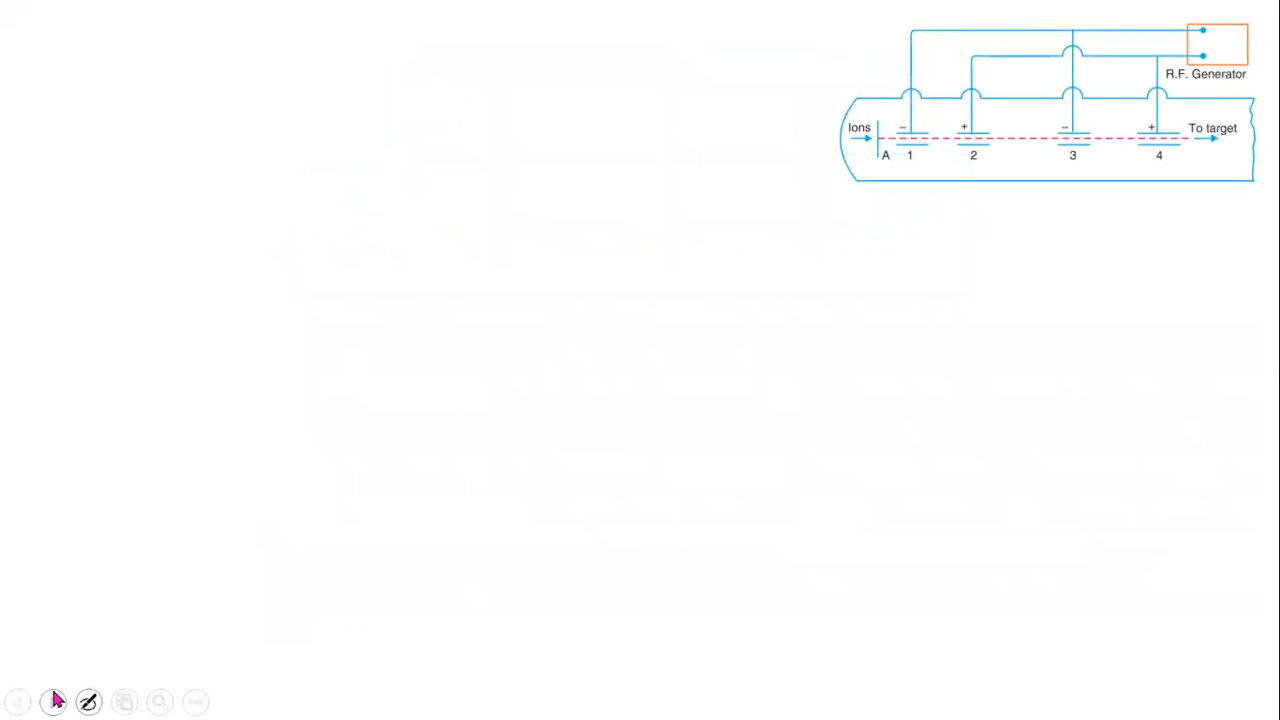 R.F. Generator
Ions
− + − +
To target
A 1 2 3 4